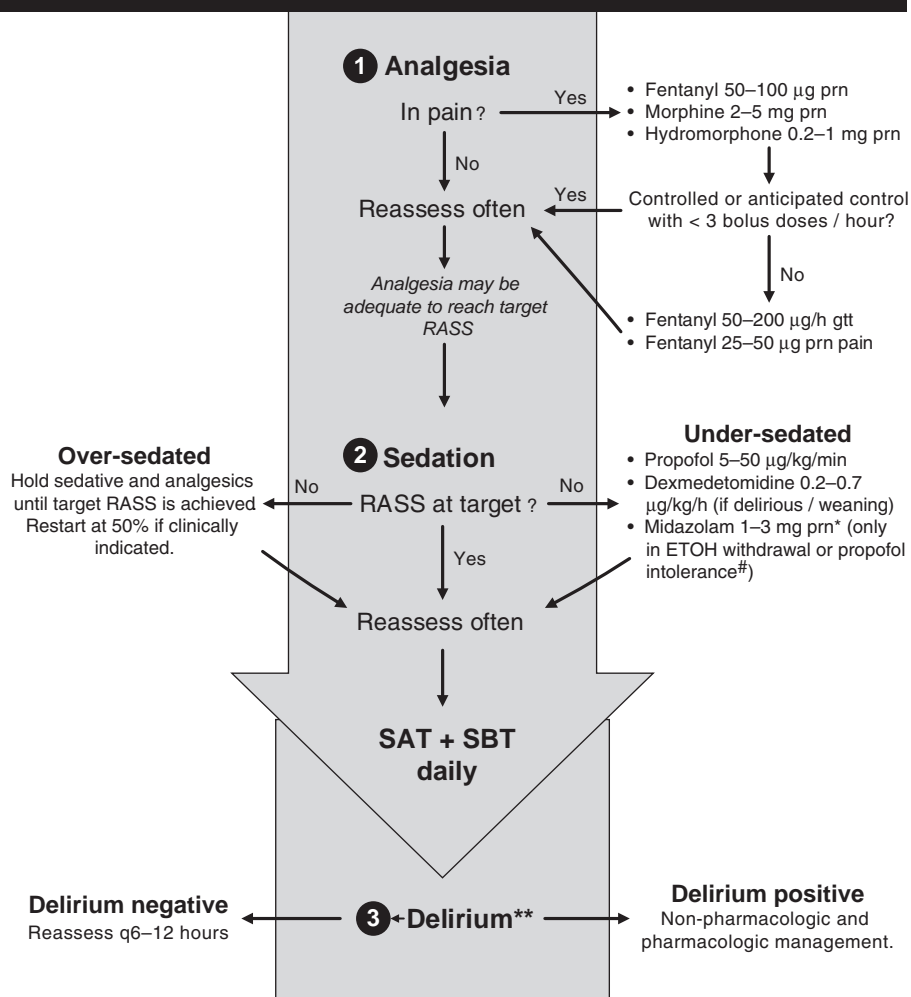 1 Analgesia
In pain ?
Yes
• Fentanyl 50–100 µg prn
• Morphine 2–5 mg prn
• Hydromorphone 0.2–1 mg prn
No
Reassess often
Yes
Controlled or anticipated control
with < 3 bolus doses / hour?
Analgesia may be
adequate to reach target
RASS
No
• Fentanyl 50–200 µg/h gtt
• Fentanyl 25–50 µg prn pain
2 Sedation
Over-sedated
Hold sedative and analgesics
until target RASS is achieved
Restart at 50% if clinically
indicated.
No
RASS at target ?
No
Under-sedated
• Propofol 5–50 µg/kg/min
• Dexmedetomidine 0.2–0.7
µg/kg/h (if delirious / weaning)
• Midazolam 1–3 mg prn* (only
in ETOH withdrawal or propofol
intolerance#)
Yes
Reassess often
SAT + SBT
daily
Delirium negative
Reassess q6–12 hours
3 Delirium**
Delirium positive
Non-pharmacologic and
pharmacologic management.